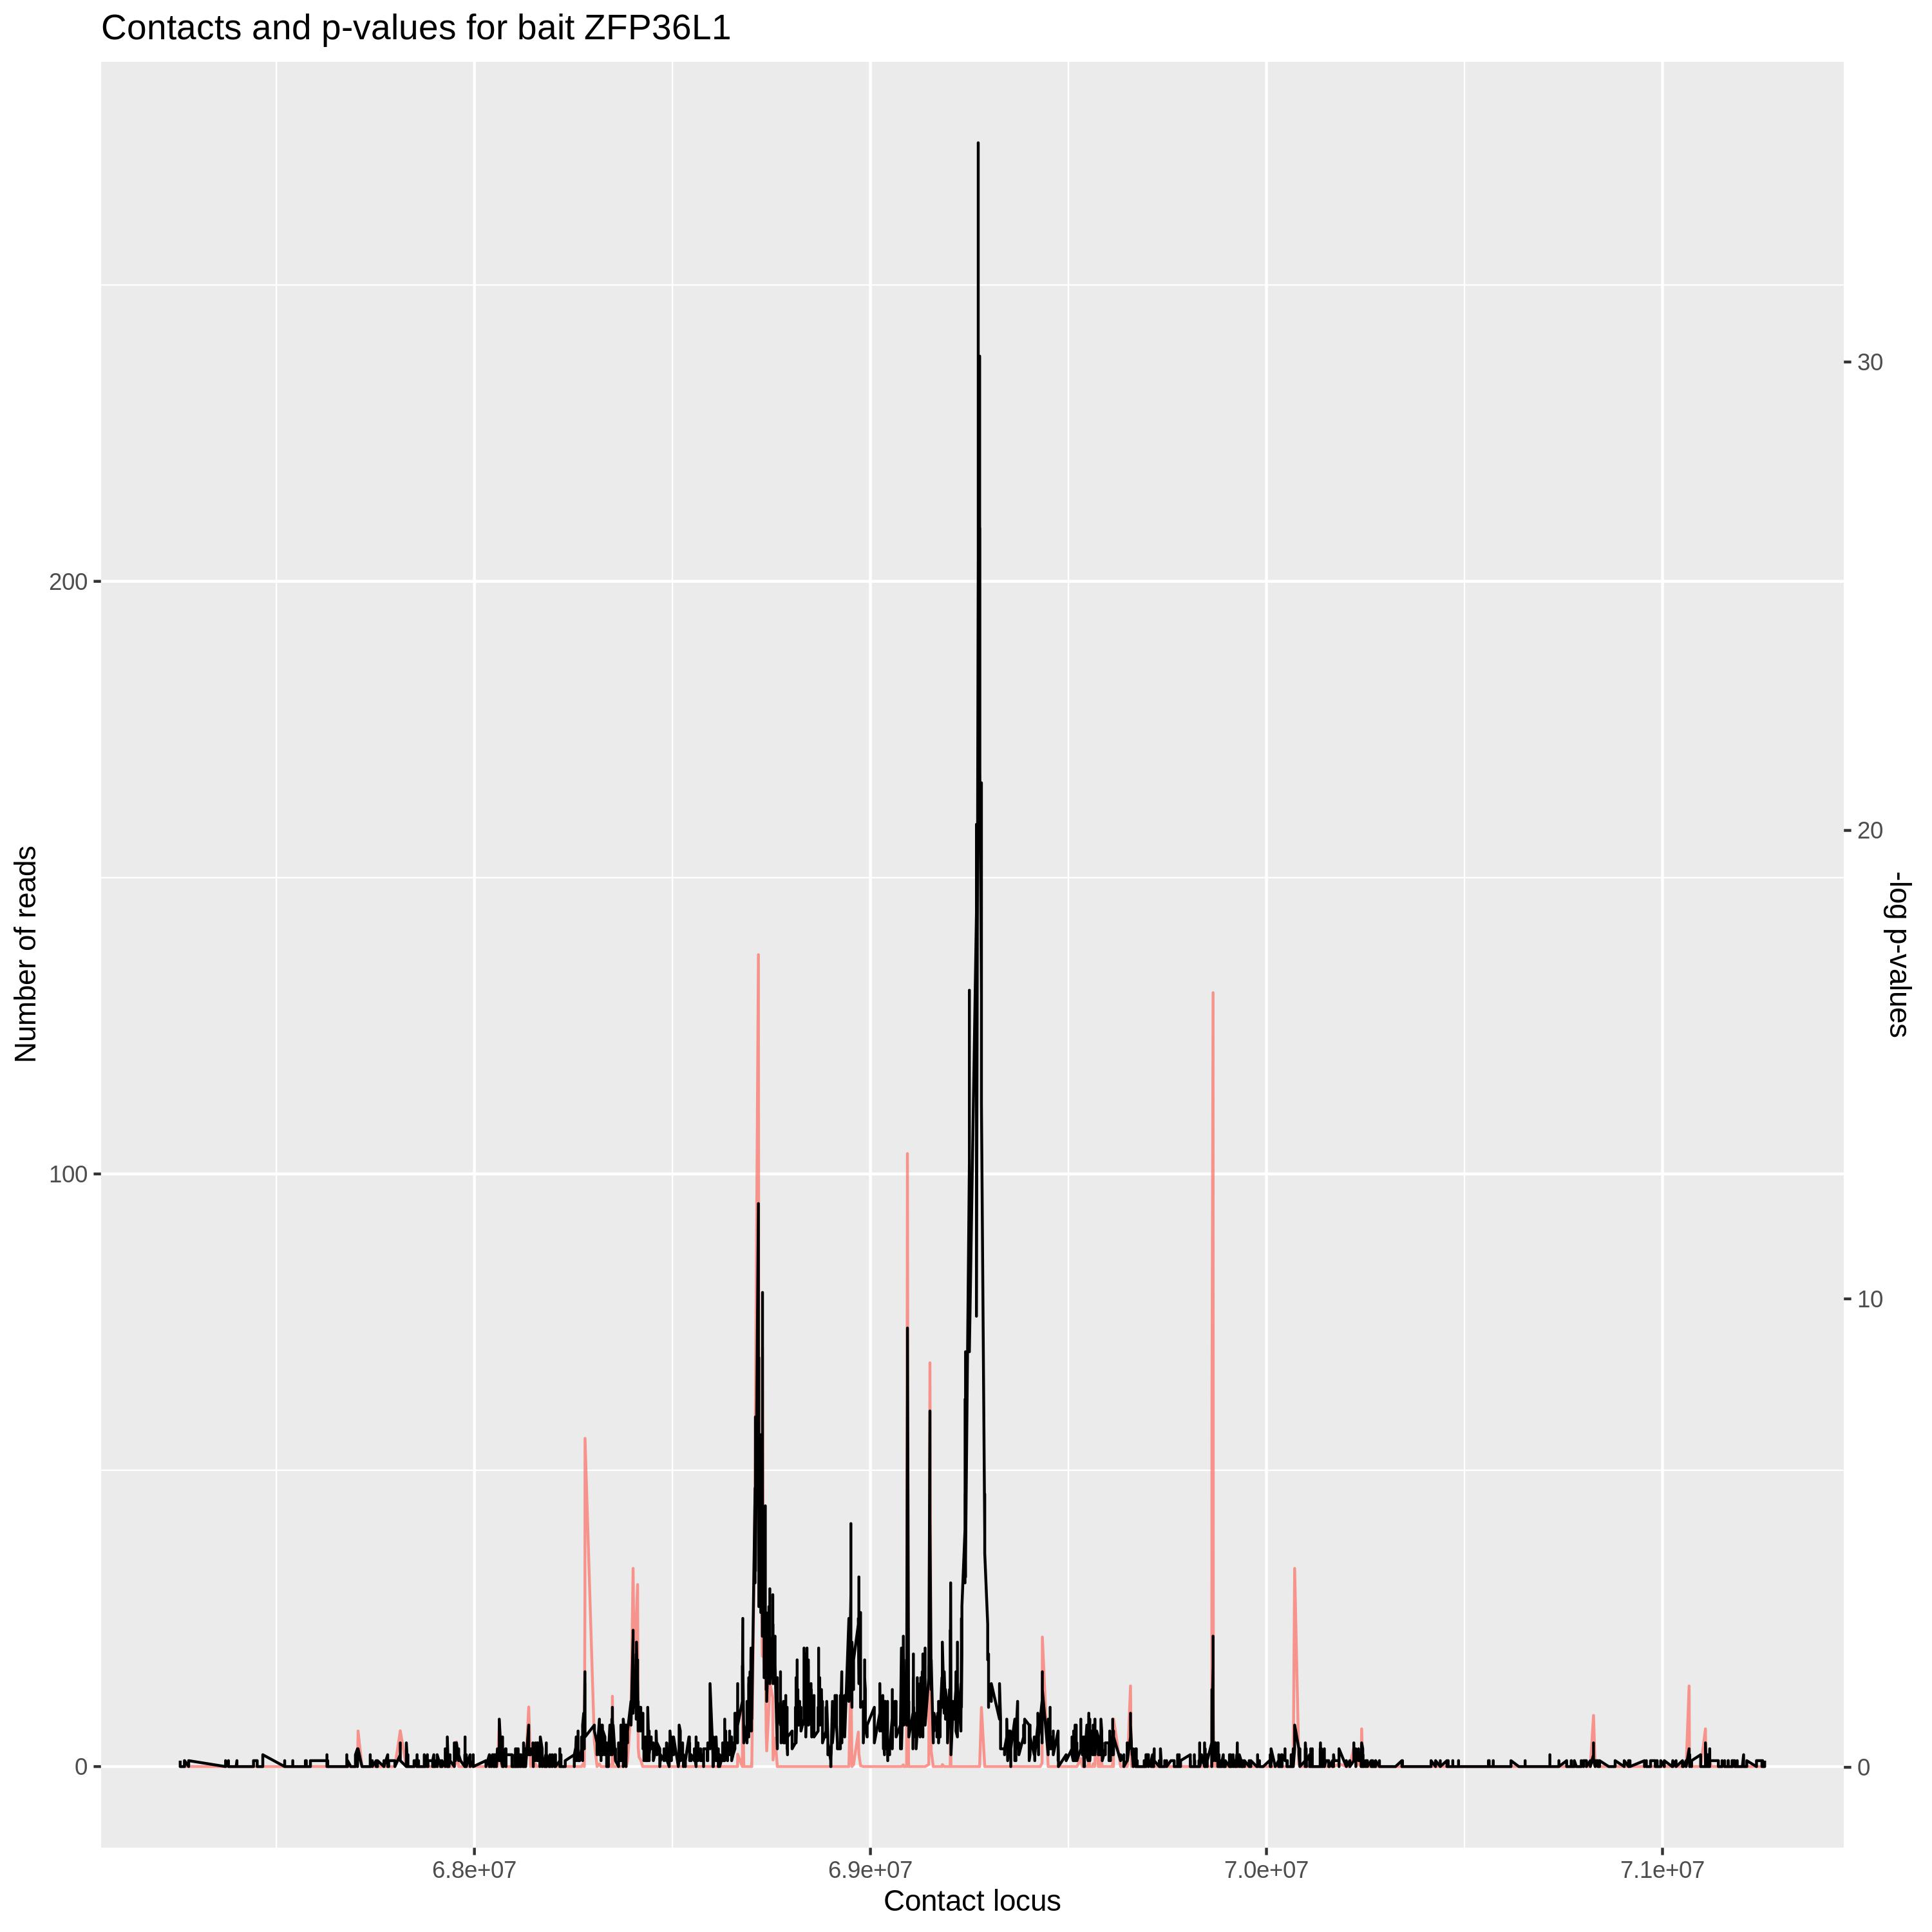 Contacts and p-values for bait ZFP36L1
Number of reads
200
100
0
30
20
10
0
-log p-values
6.8e+07
6.9e+07
7.0e+07
7.1e+07
Contact locus